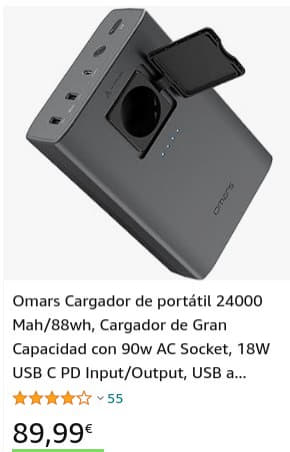 omars
Omars Cargador de portátil 24000
Mah/88wh, Cargador de Gran
Capacidad con 90w AC Socket, 18W
USB C PD Input/Output, USB a...
55
89,99€